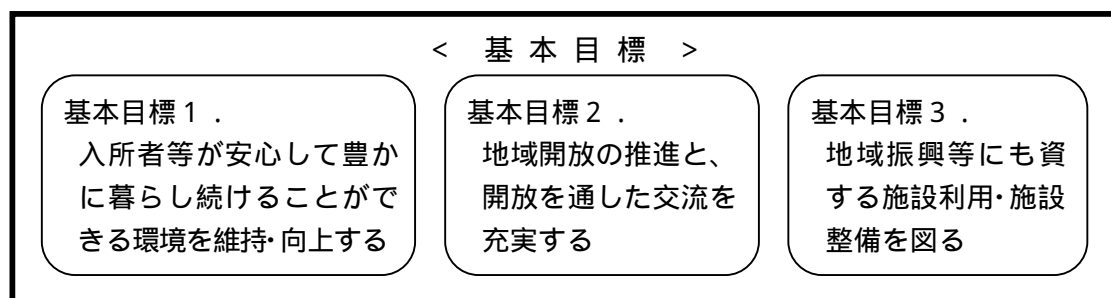 < 基本目標 >
基本目標1．
入所者等が安心して豊か
に暮らし続けることがで
きる環境を維持・向上する
基本目標2．
地域開放の推進と、
開放を通した交流を
充実する
基本目標3．
地域振興等にも資
する施設利用・施設
整備を図る